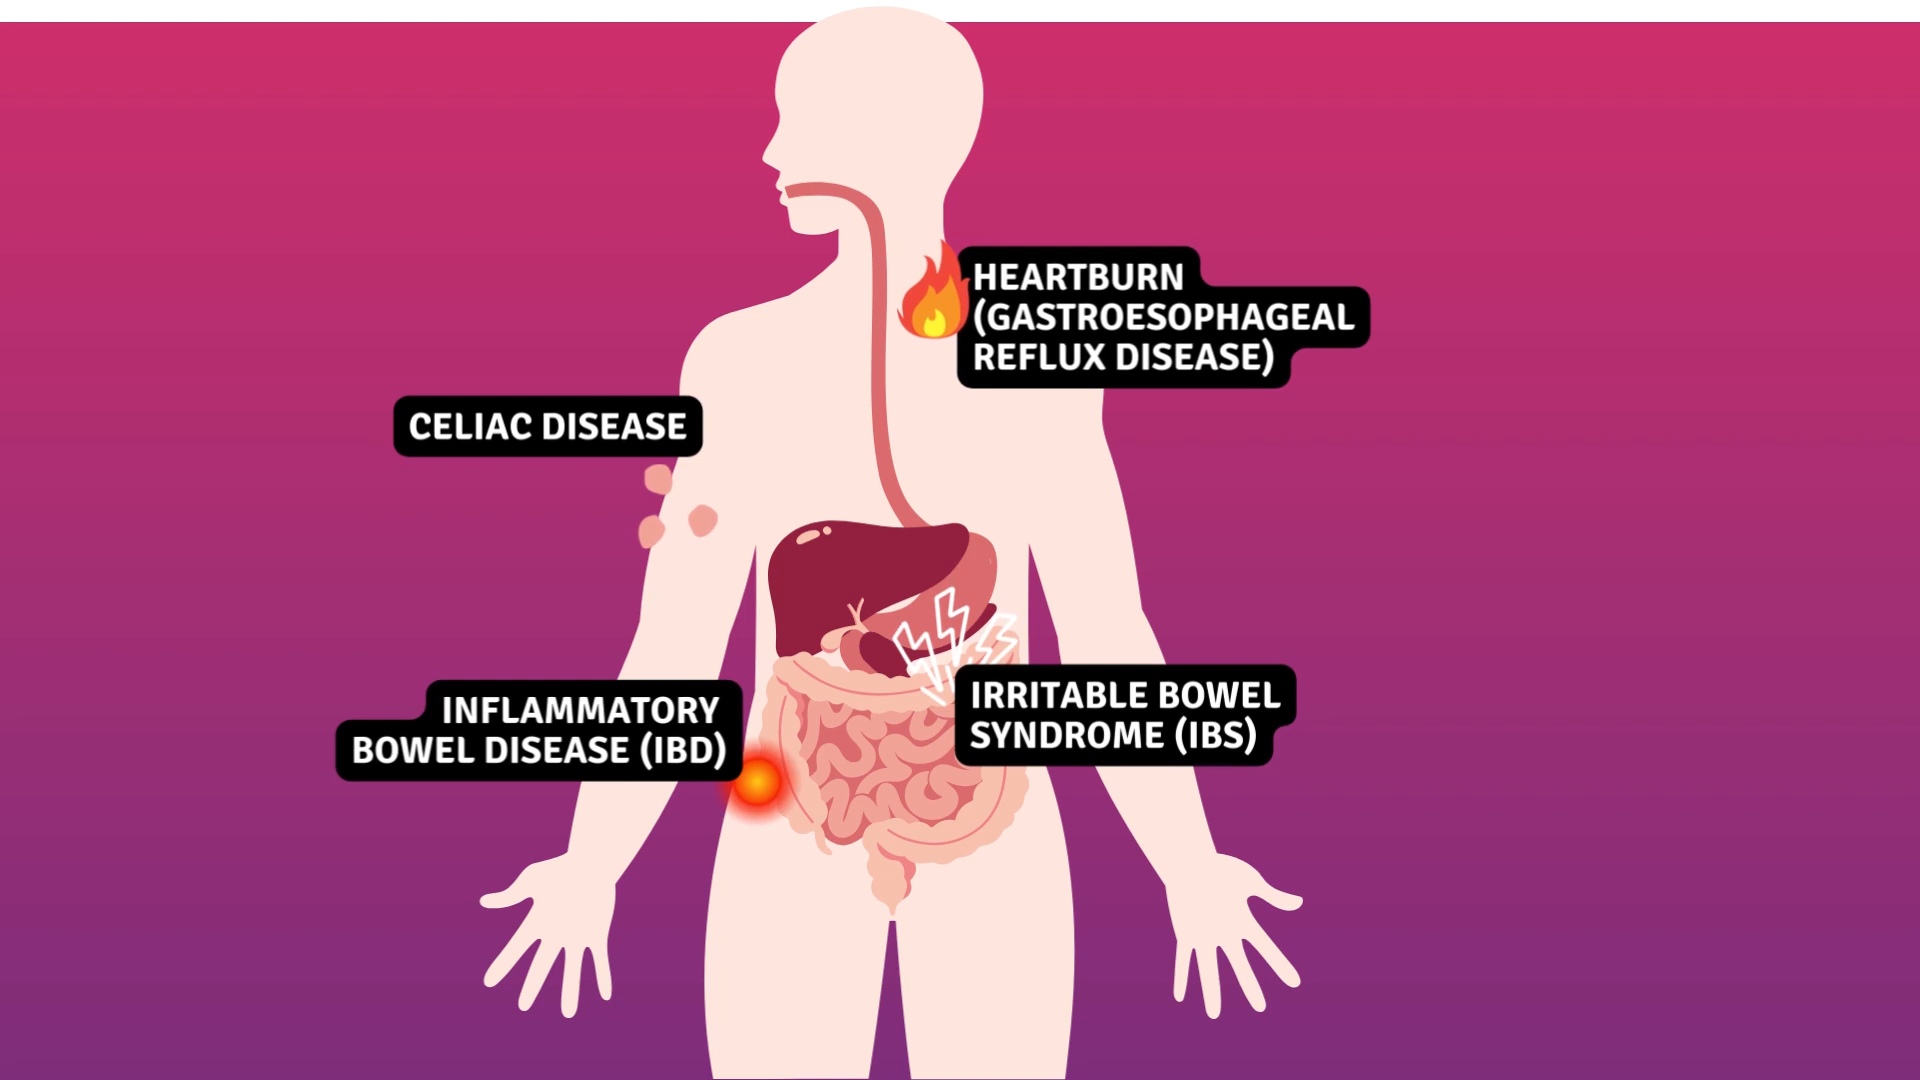 HEARTBURN
(GASTROESOPHAGEAL
REFLUX DISEASE)
CELIAC DISEASE
INFLAMMATORY
BOWEL DISEASE (IBD)
IRRITABLE BOWEL
SYNDROME (IBS)